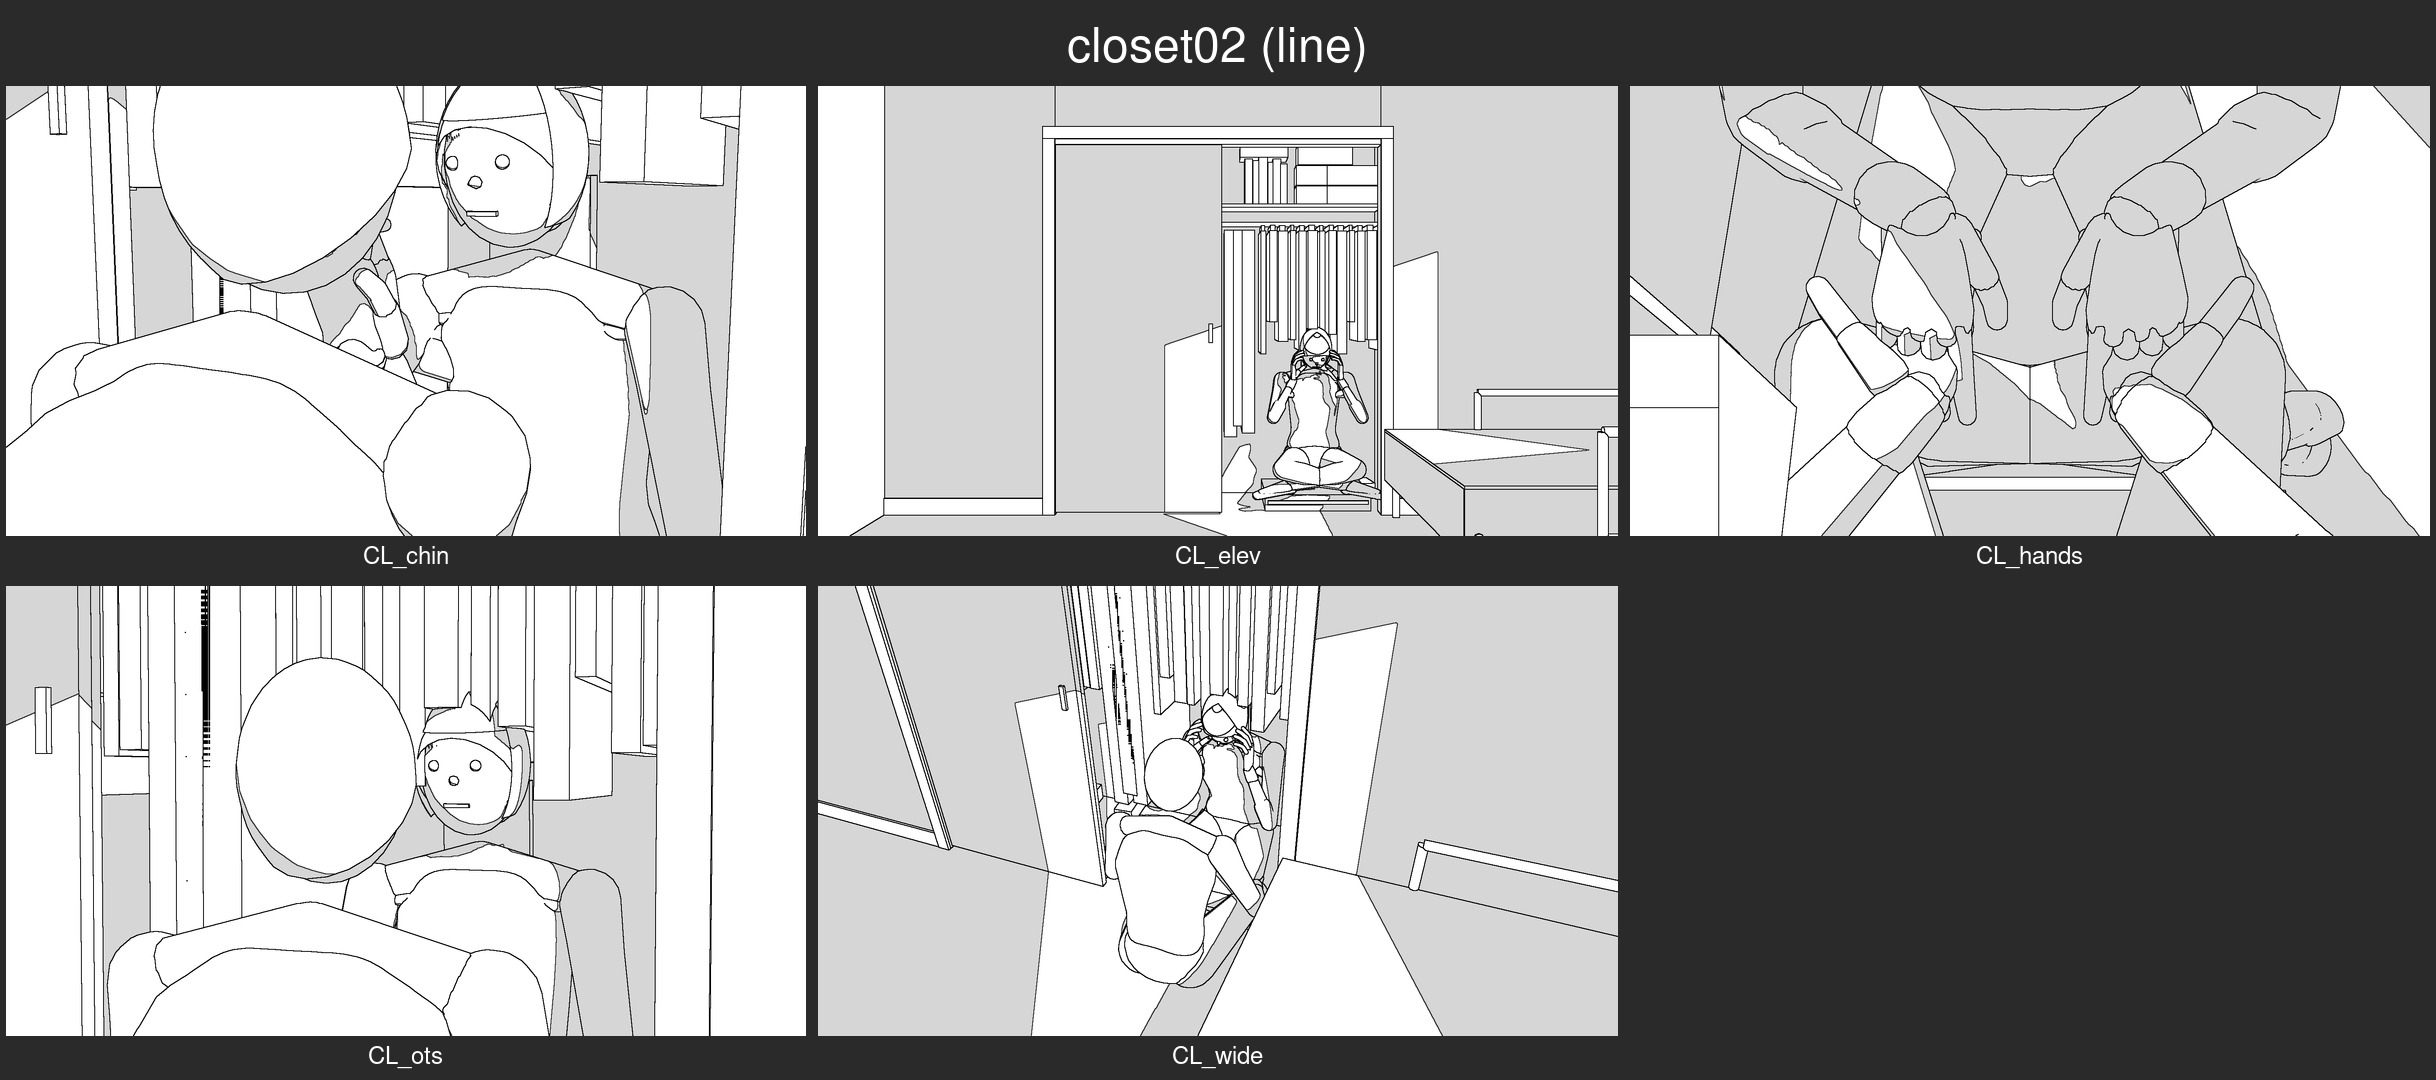 closet02 (line)
CL_chin
CL_elev
CL_hands
CL_ots
CL_wide